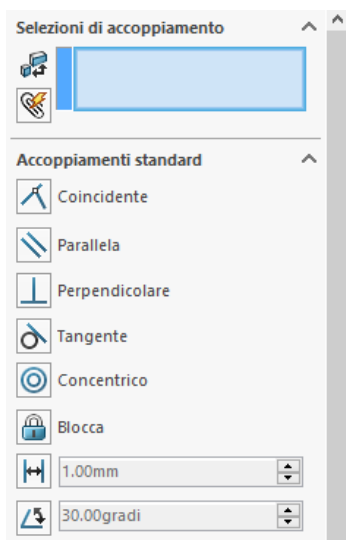 Selezioni di accoppiamento
Accoppiamenti standard
Coincidente
Parallela
Perpendicolare
Tangente
Concentrico
Blocca
1.00mm
30.00gradi